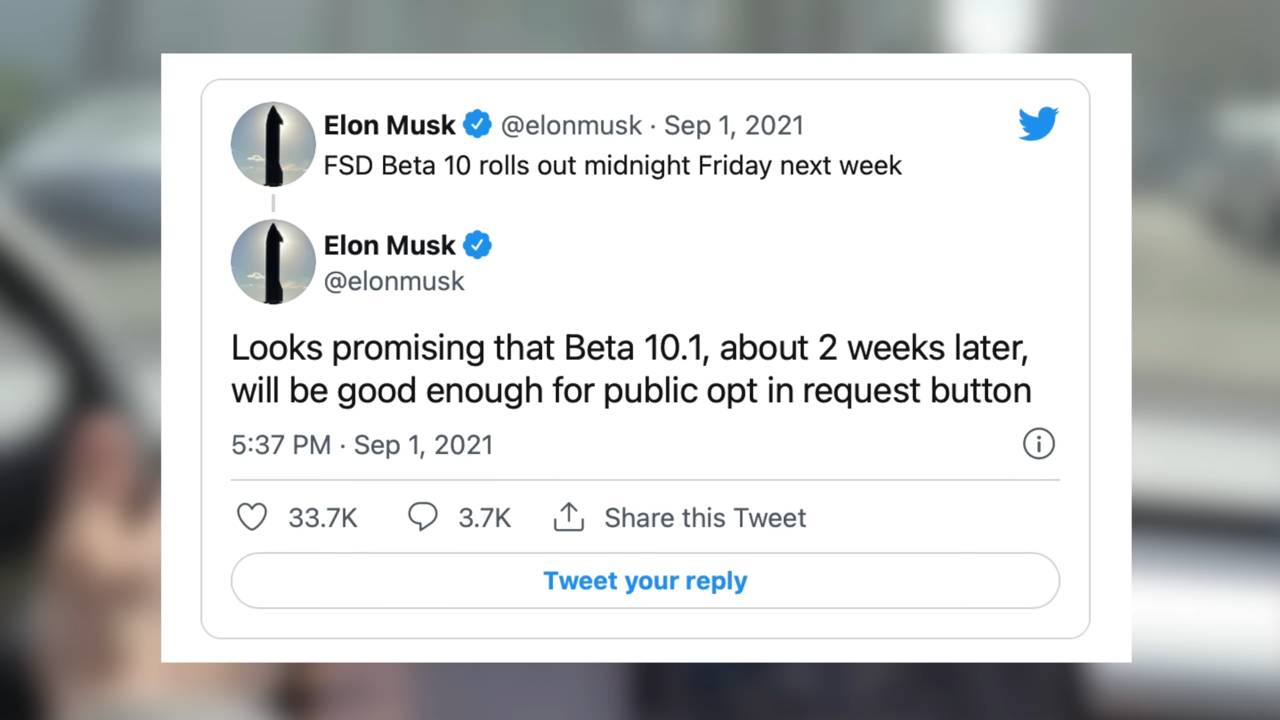 Elon Musk @elonmusk · Sep 1, 2021
FSD Beta 10 rolls out midnight Friday next week
Elon Musk
@elonmusk
Looks promising that Beta 10.1, about 2 weeks later,
will be good enough for public opt in request button
5:37 PM · Sep 1, 2021
33.7K 3.7K Share this Tweet
Tweet your reply